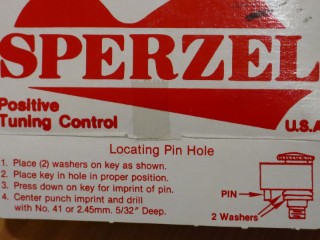 SPERZEL
Positive
Tuning Control
U.S.A
Locating Pin Hole
1. Place (2) washers on key as shown.
2. Place key in hole in proper position.
3. Press down on key for imprint of pin.
4. Center punch imprint and drill
with No. 41 or 2.45mm. 5/32" Deep.
PIN
2 Washers